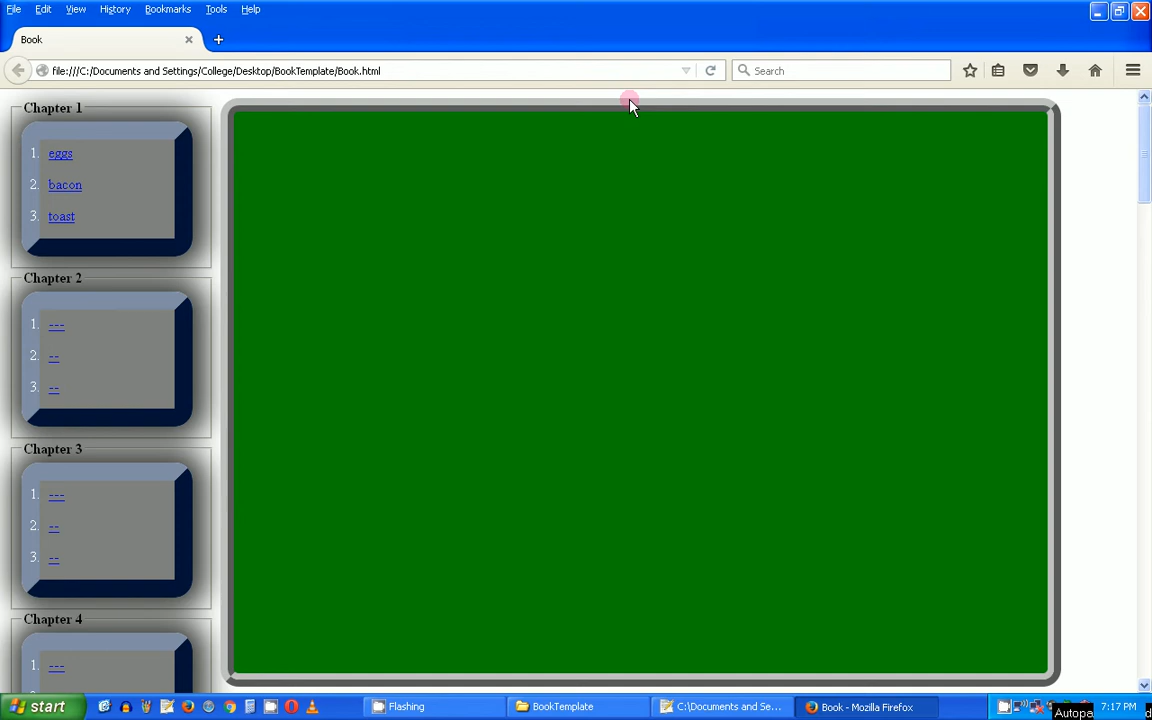 File Edit View History Bookmarks Tools Help
Book
file:///C:/Documents and Settings/College/Desktop/BookTemplate/Book.html
Search
Chapter 1
1. eggs
2. bacon
3. toast
Chapter 2
1. ---
2. --
3. --
Chapter 3
1. ---
2. --
3. --
Chapter 4
1. ---
start
Flashing
BookTemplate
C:\Documents and Se...
Book - Mozilla Firefox
7:17 PM
Autopa